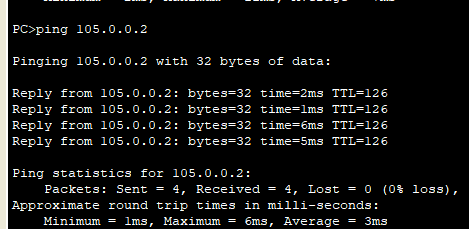 PC>ping 105.0.0.2
Pinging 105.0.0.2 with 32 bytes of data:
Reply from 105.0.0.2: bytes=32 time=2ms TTL=126
Reply from 105.0.0.2: bytes=32 time=1ms TTL=126
Reply from 105.0.0.2: bytes=32 time=6ms TTL=126
Reply from 105.0.0.2: bytes=32 time=5ms TTL=126
Ping statistics for 105.0.0.2:
Packets: Sent = 4, Received = 4, Lost = 0 (0% loss),
Approximate round trip times in milli-seconds:
Minimum = 1ms, Maximum = 6ms, Average = 3ms